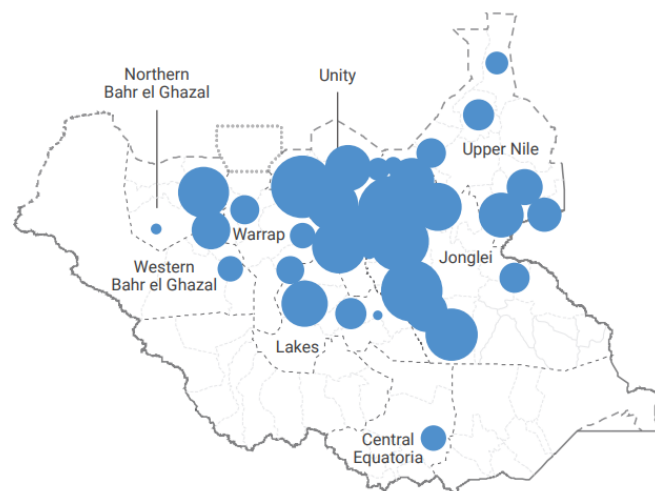 Northern
Bahr el Ghazal
Unity
Upper Nile
Warrap
Western
Bahr el Ghazal
Jonglei
Lakes
Central
Equatoria